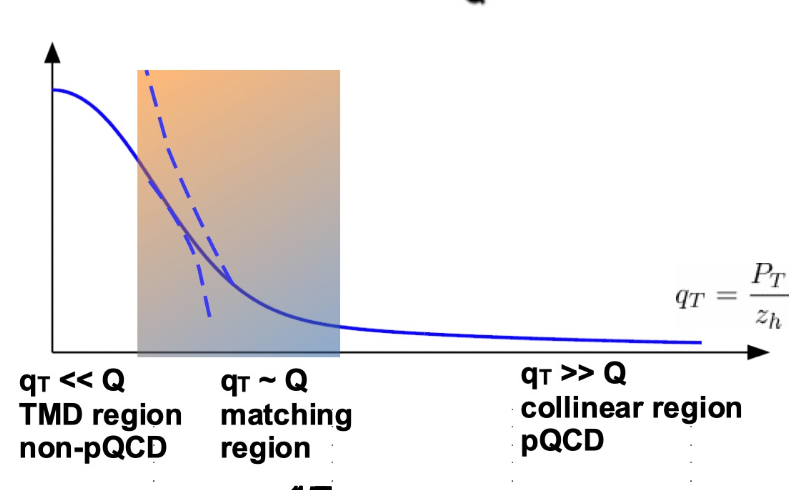 qT = PT / zh
qT << Q
TMD region
non-pQCD
qT ~ Q
matching
region
qT >> Q
collinear region
pQCD